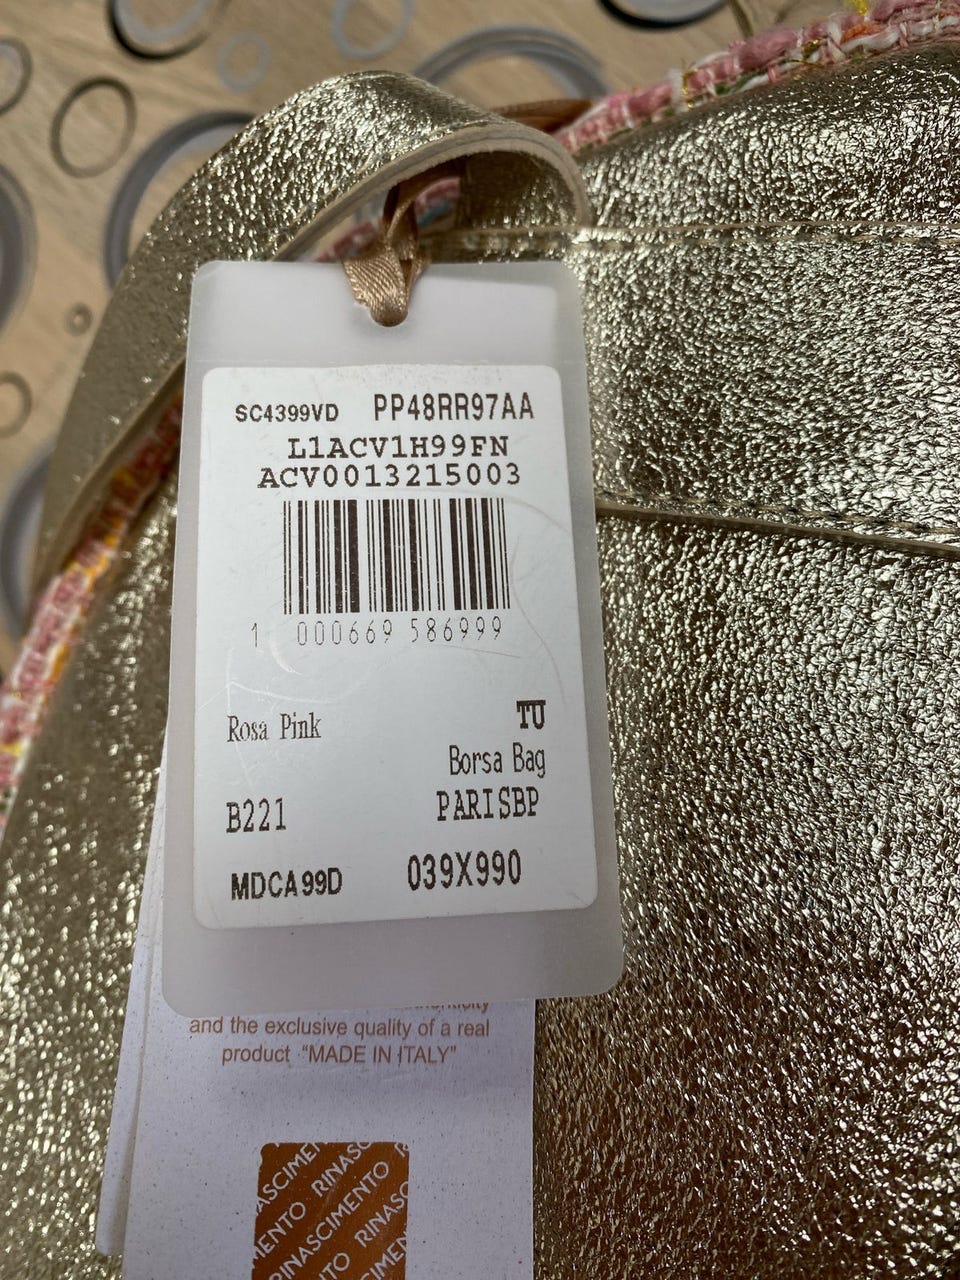 SC4399VD PP48RR97AA
L1ACV1H99FN
ACV0013215003
1 000669 586999
Rosa Pink TU
Borsa Bag
B221 PARISBP
MDCA99D 039X990
and the exclusive quality of a real
product "MADE IN ITALY"
RINASCIMENTO
RINASCIMENTO